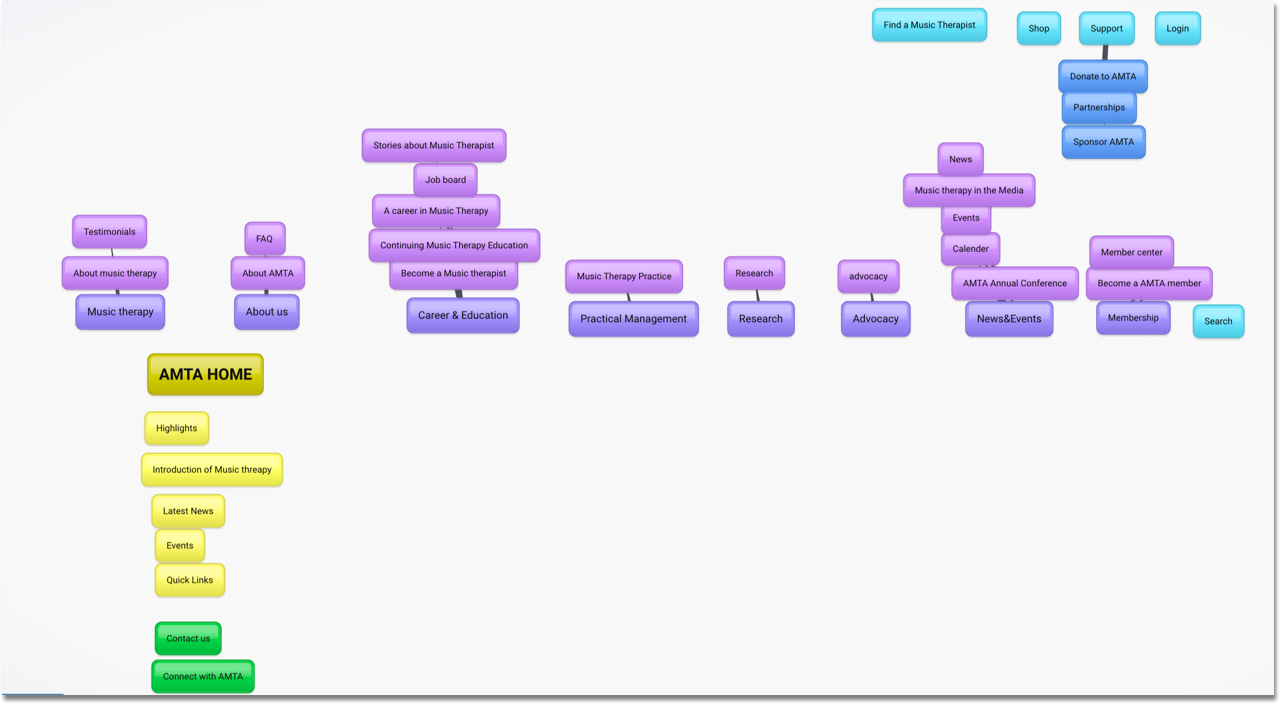 Find a Music Therapist
Shop
Support
Login
Donate to AMTA
Partnerships
Sponsor AMTA
Testimonials
About music therapy
Music therapy
FAQ
About AMTA
About us
Stories about Music Therapist
Job board
A career in Music Therapy
Continuing Music Therapy Education
Become a Music therapist
Career & Education
Music Therapy Practice
Practical Management
Research
Research
advocacy
Advocacy
News
Music therapy in the Media
Events
Calender
AMTA Annual Conference
News&Events
Member center
Become a AMTA member
Membership
Search
AMTA HOME
Highlights
Introduction of Music threapy
Latest News
Events
Quick Links
Contact us
Connect with AMTA